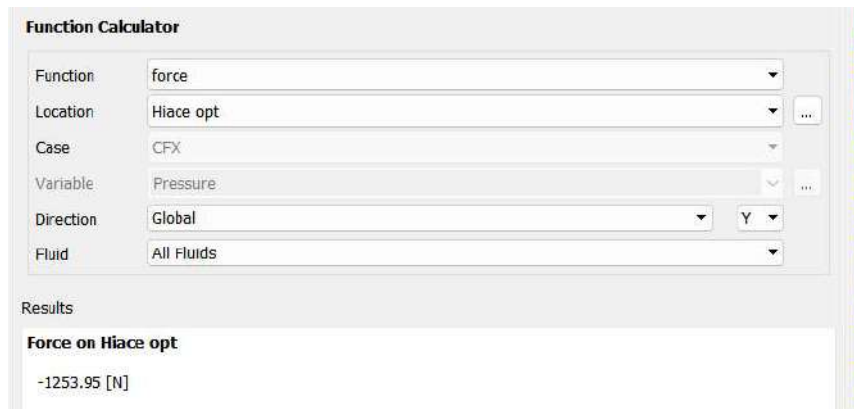 Function Calculator
Function force
Location Hiace opt ...
Case CFX
Variable Pressure ...
Direction Global Y
Fluid All Fluids
Results
Force on Hiace opt
-1253.95 [N]